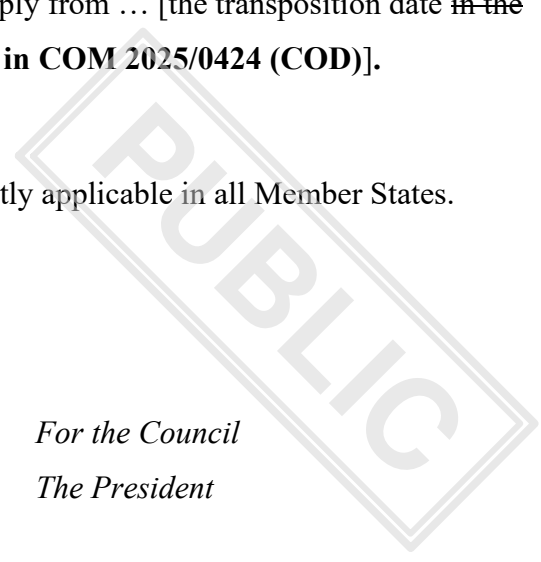 ply from … [the transposition date in the
in COM 2025/0424 (COD)].
tly applicable in all Member States.
PUBLIC
For the Council
The President